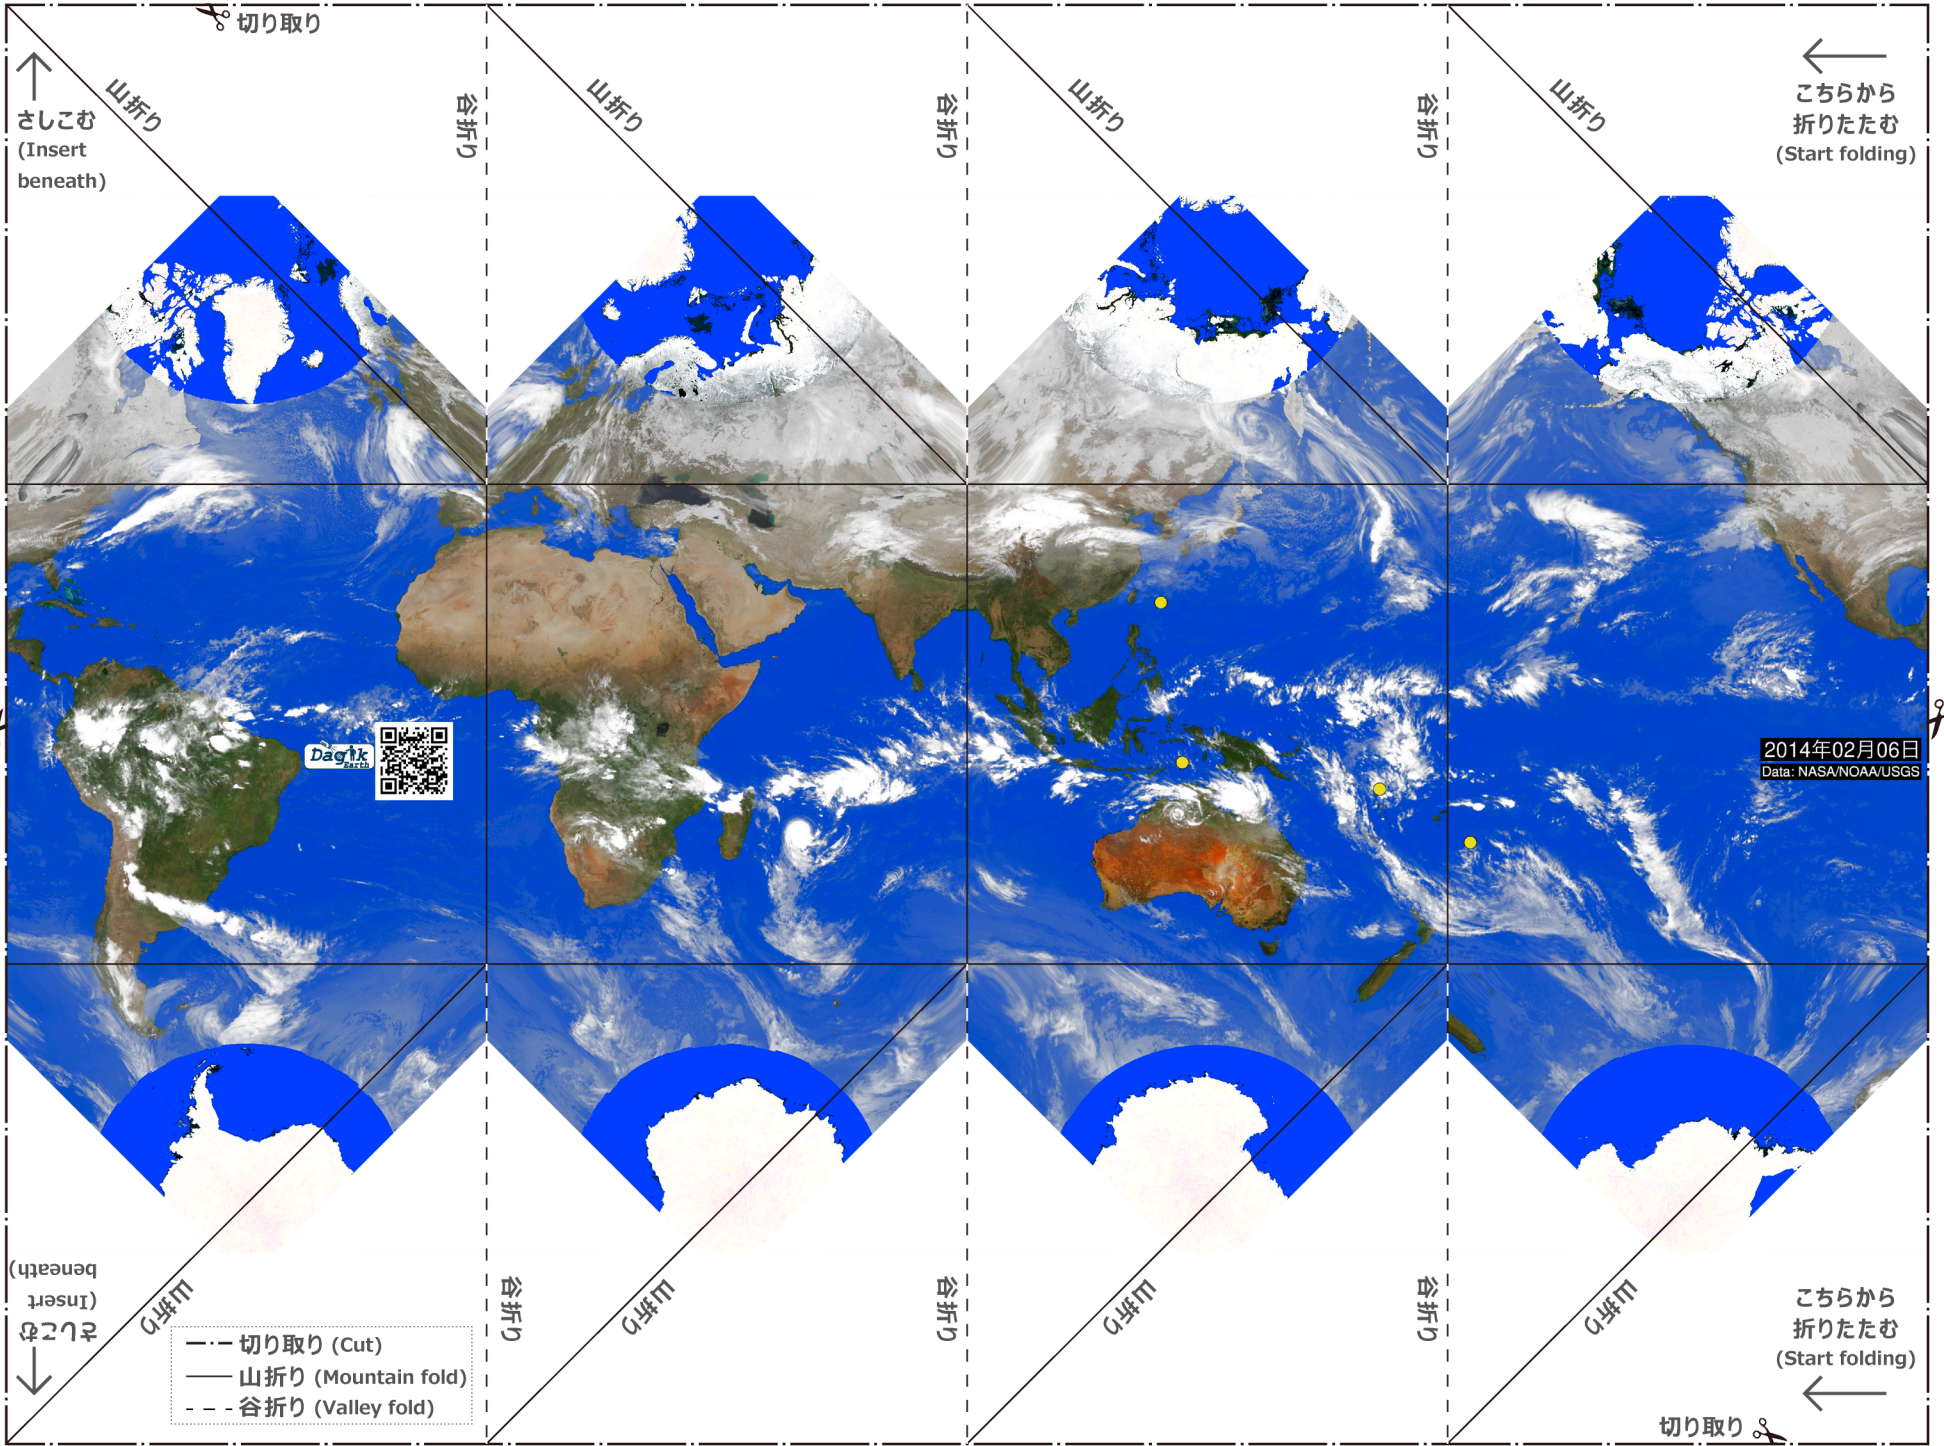 切り取り
山折り
谷折り
山折り
谷折り
山折り
谷折り
山折り
さしこむ
(Insert
beneath)
こちらから
折りたたむ
(Start folding)
Dagik
Earth
2014年02月06日
Data: NASA/NOAA/USGS
さしこむ
(Insert
beneath)
山折り
谷折り
山折り
谷折り
山折り
谷折り
山折り
こちらから
折りたたむ
(Start folding)
切り取り (Cut)
山折り (Mountain fold)
谷折り (Valley fold)
切り取り